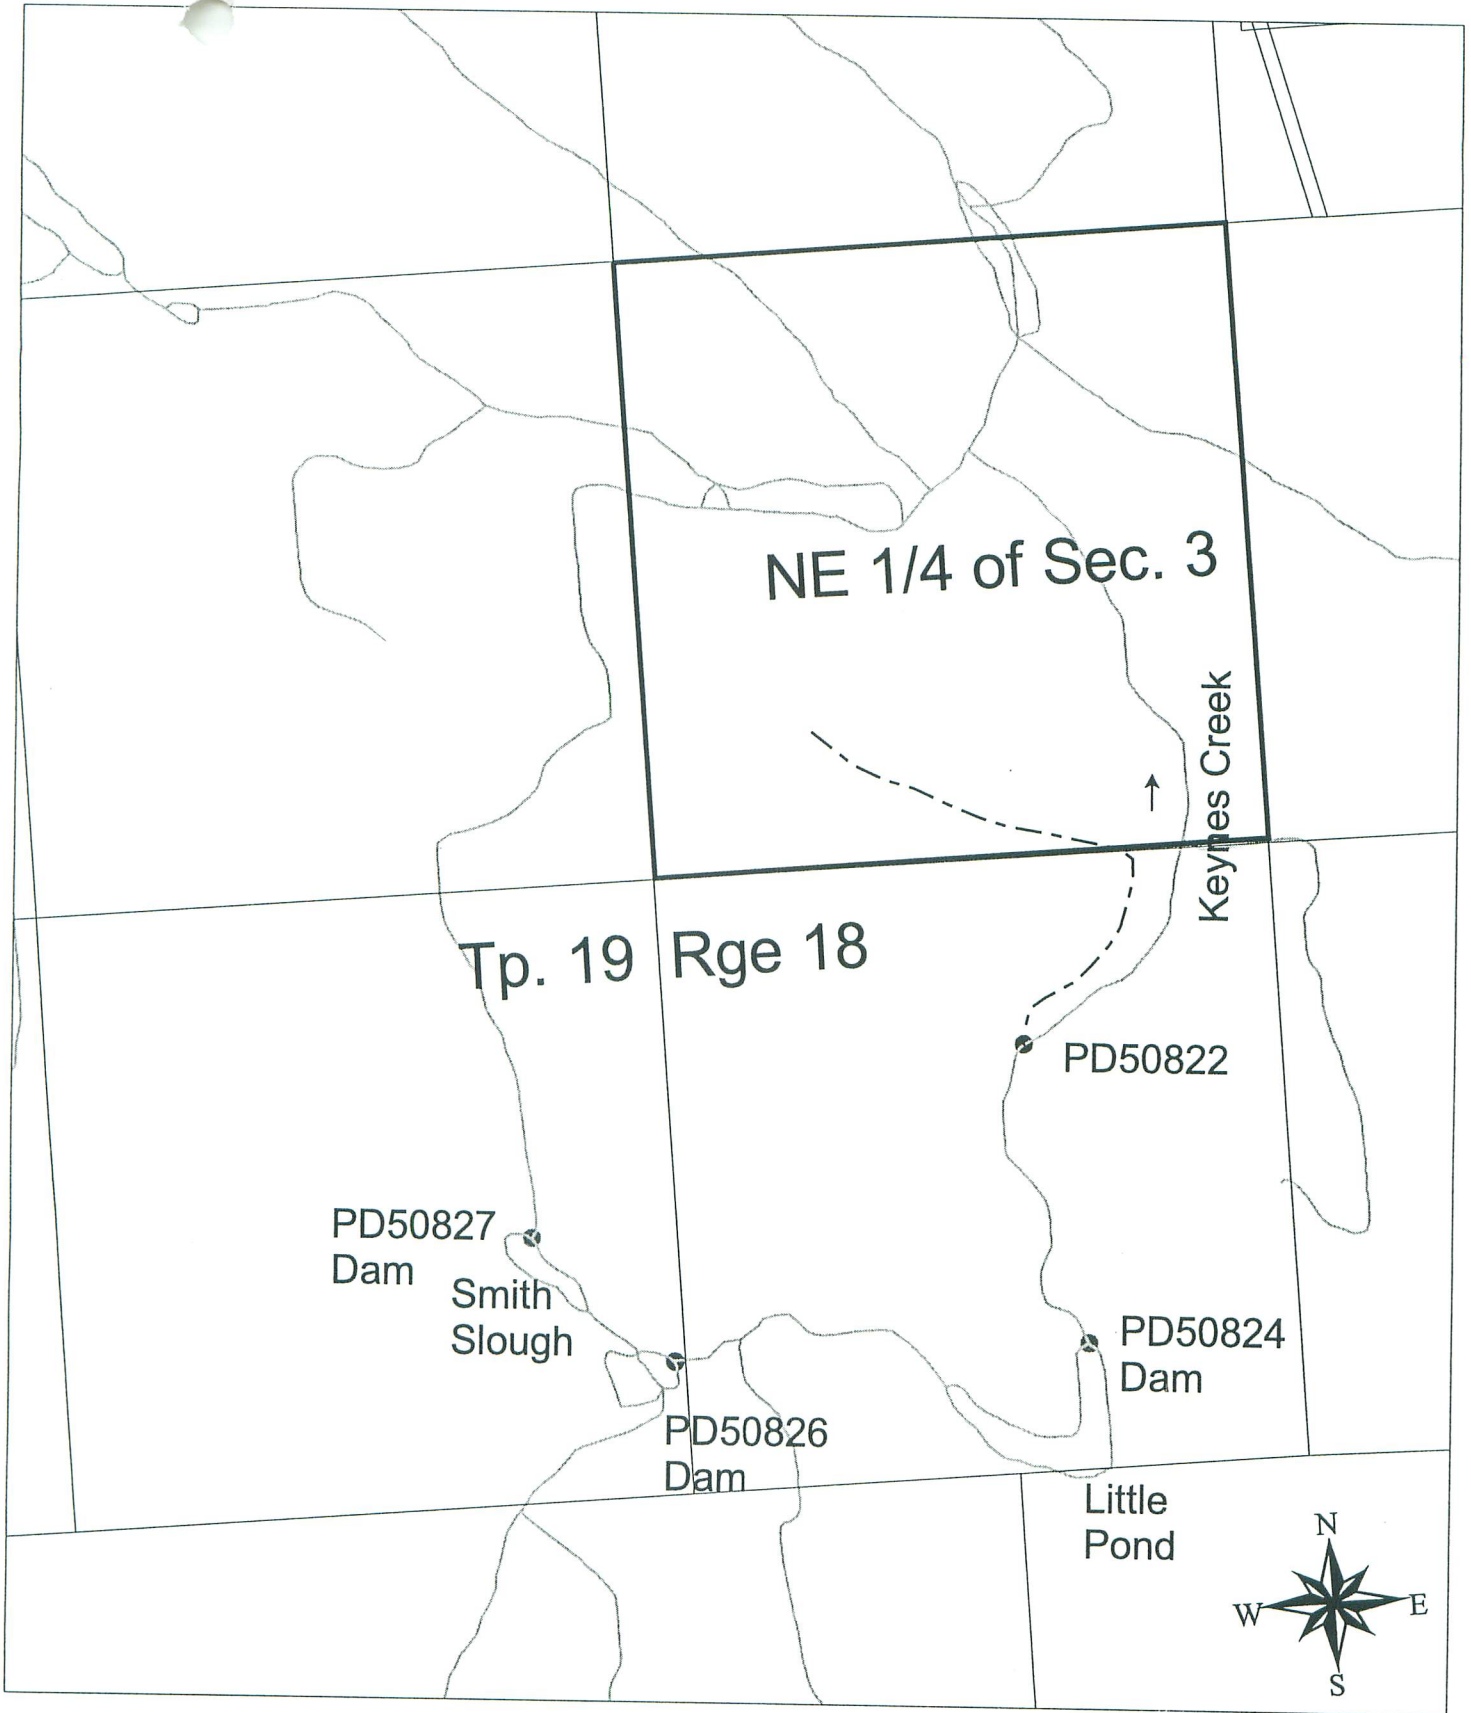 NE 1/4 of Sec. 3
Keynes Creek
Tp. 19 Rge 18
PD50822
PD50827
Dam
Smith
Slough
PD50824
Dam
PD50826
Dam
Little
Pond
N
W E
S